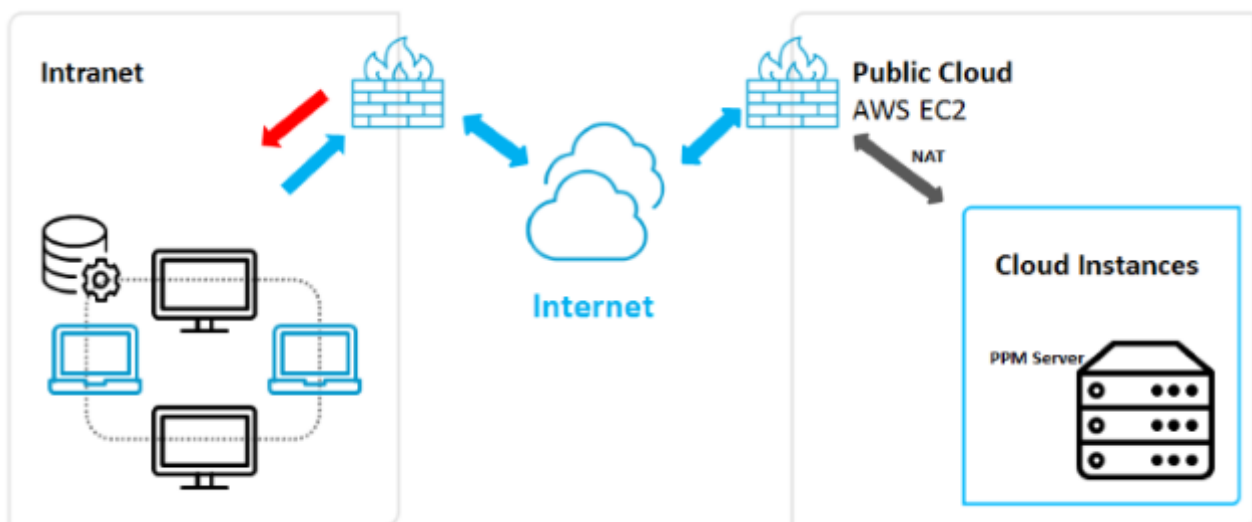 Intranet
Public Cloud
AWS EC2
NAT
Internet
Cloud Instances
PPM Server